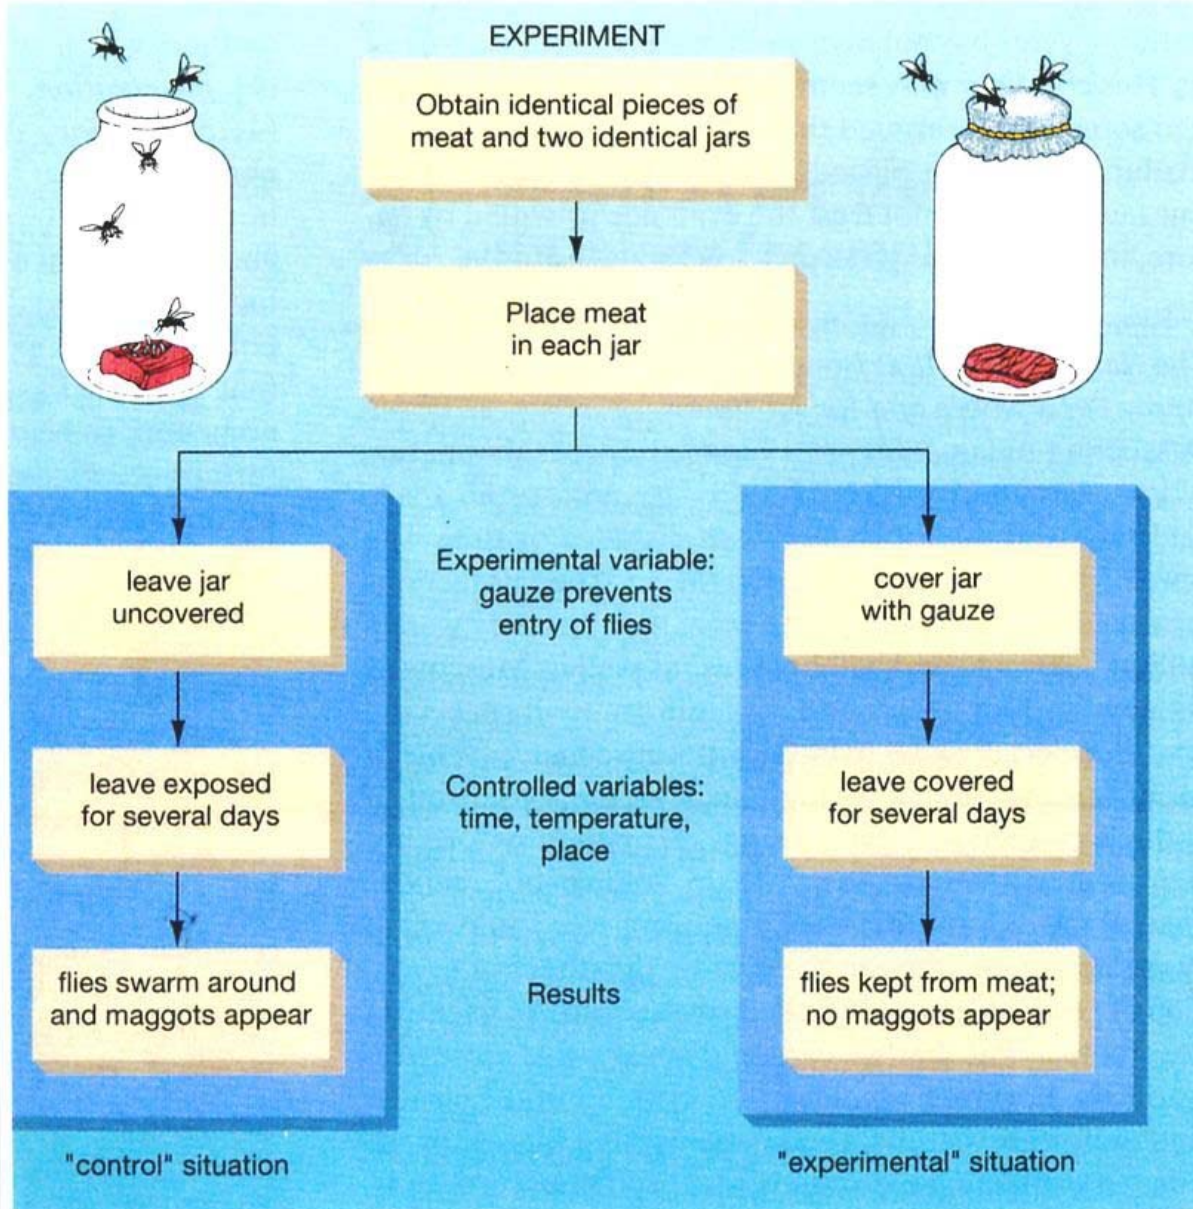 EXPERIMENT
Obtain identical pieces of
meat and two identical jars
Place meat
in each jar
leave jar
uncovered
Experimental variable:
gauze prevents
entry of flies
cover jar
with gauze
leave exposed
for several days
Controlled variables:
time, temperature,
place
leave covered
for several days
flies swarm around
and maggots appear
Results
flies kept from meat;
no maggots appear
"control" situation
"experimental" situation